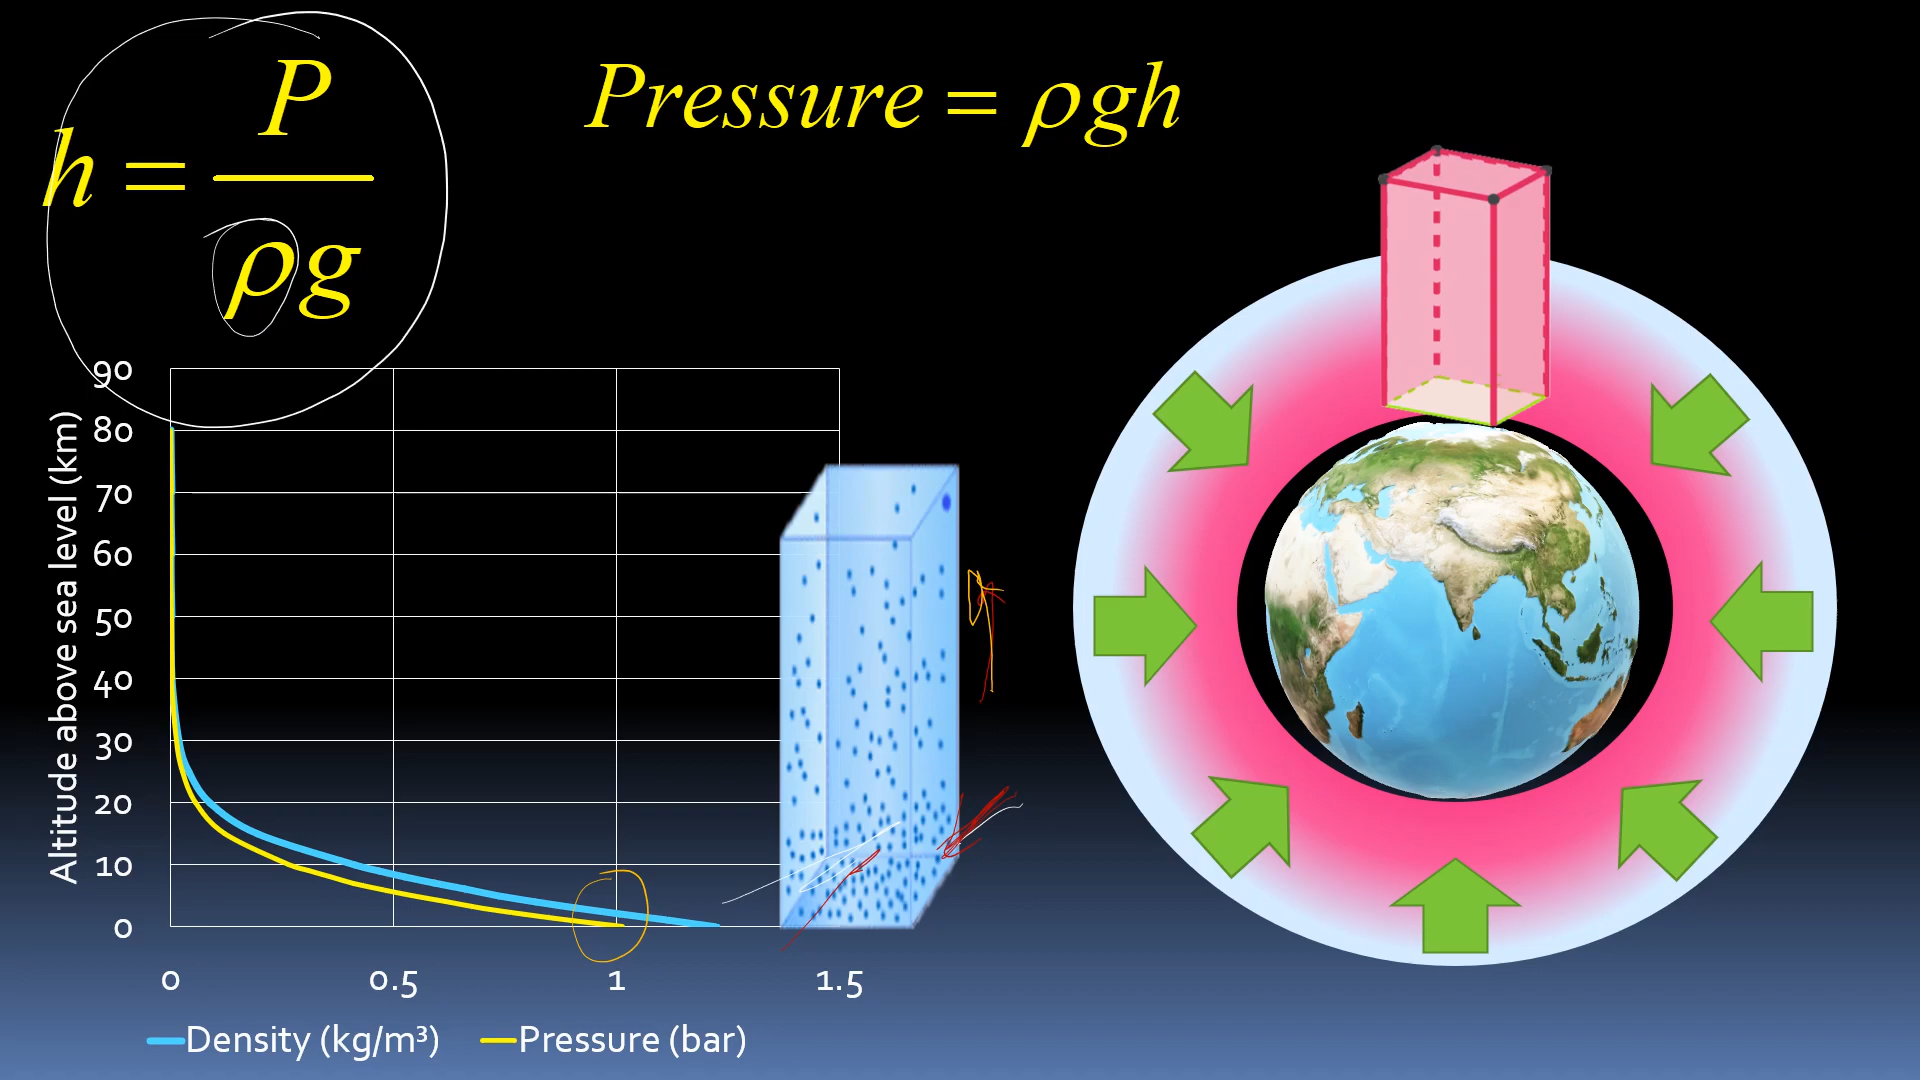 h = P / ρg
Pressure = ρgh
Altitude above sea level (km)
90
80
70
60
50
40
30
20
10
0
0 0.5 1 1.5
Density (kg/m³) Pressure (bar)